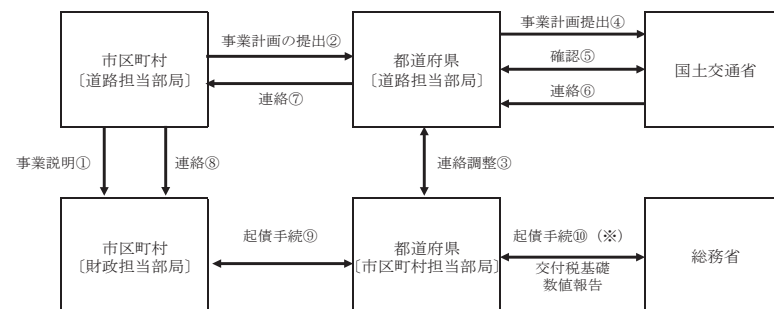 事業計画提出④
事業計画の提出②
市区町村
〔道路担当部局〕
都道府県
〔道路担当部局〕
確認⑤
国土交通省
連絡⑦
連絡⑥
事業説明①
連絡⑧
連絡調整③
市区町村
〔財政担当部局〕
起債手続⑨
都道府県
〔市区町村担当部局〕
起債手続⑩（※）
交付税基礎
数値報告
総務省